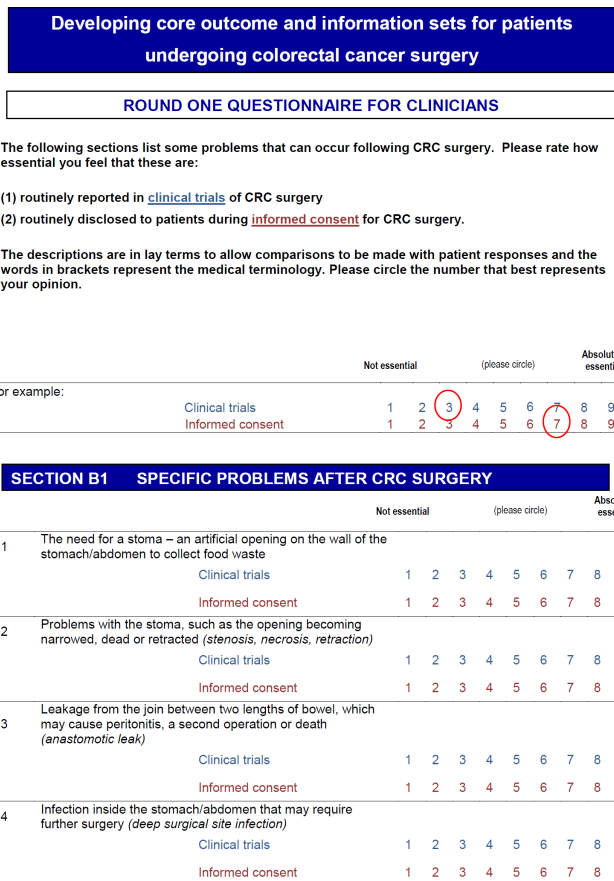 Developing core outcome and information sets for patients
undergoing colorectal cancer surgery
ROUND ONE QUESTIONNAIRE FOR CLINICIANS
The following sections list some problems that can occur following CRC surgery. Please rate how
essential you feel that these are:
(1) routinely reported in clinical trials of CRC surgery
(2) routinely disclosed to patients during informed consent for CRC surgery.
The descriptions are in lay terms to allow comparisons to be made with patient responses and the
words in brackets represent the medical terminology. Please circle the number that best represents
your opinion.
Absolut
Not essential (please circle) essenti
or example:
Clinical trials 1 2 3 4 5 6 7 8 9
Informed consent 1 2 3 4 5 6 7 8 9
SECTION B1 SPECIFIC PROBLEMS AFTER CRC SURGERY
Abso
Not essential (please circle) esse
1 The need for a stoma – an artificial opening on the wall of the
stomach/abdomen to collect food waste
Clinical trials 1 2 3 4 5 6 7 8
Informed consent 1 2 3 4 5 6 7 8
2 Problems with the stoma, such as the opening becoming
narrowed, dead or retracted (stenosis, necrosis, retraction)
Clinical trials 1 2 3 4 5 6 7 8
Informed consent 1 2 3 4 5 6 7 8
Leakage from the join between two lengths of bowel, which
3 may cause peritonitis, a second operation or death
(anastomotic leak)
Clinical trials 1 2 3 4 5 6 7 8
Informed consent 1 2 3 4 5 6 7 8
4 Infection inside the stomach/abdomen that may require
further surgery (deep surgical site infection)
Clinical trials 1 2 3 4 5 6 7 8
Informed consent 1 2 3 4 5 6 7 8